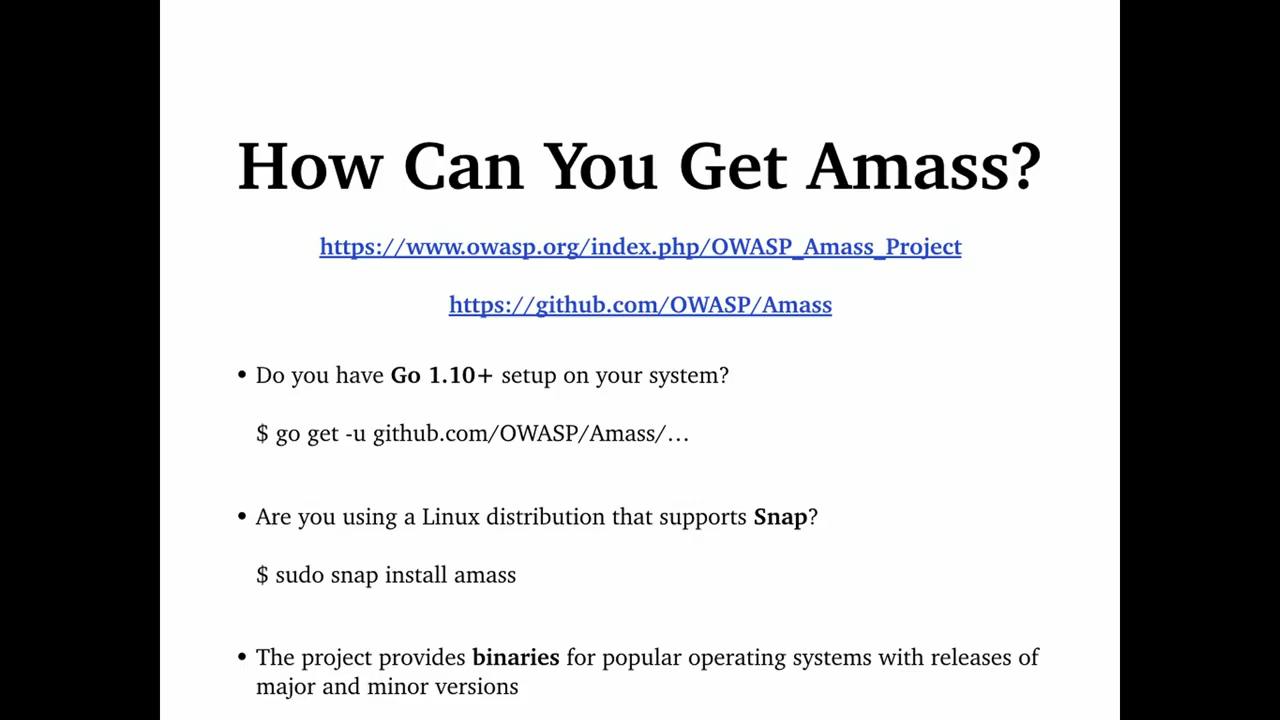 How Can You Get Amass?
https://www.owasp.org/index.php/OWASP_Amass_Project
https://github.com/OWASP/Amass
• Do you have Go 1.10+ setup on your system?
$ go get -u github.com/OWASP/Amass/…
• Are you using a Linux distribution that supports Snap?
$ sudo snap install amass
• The project provides binaries for popular operating systems with releases of
major and minor versions